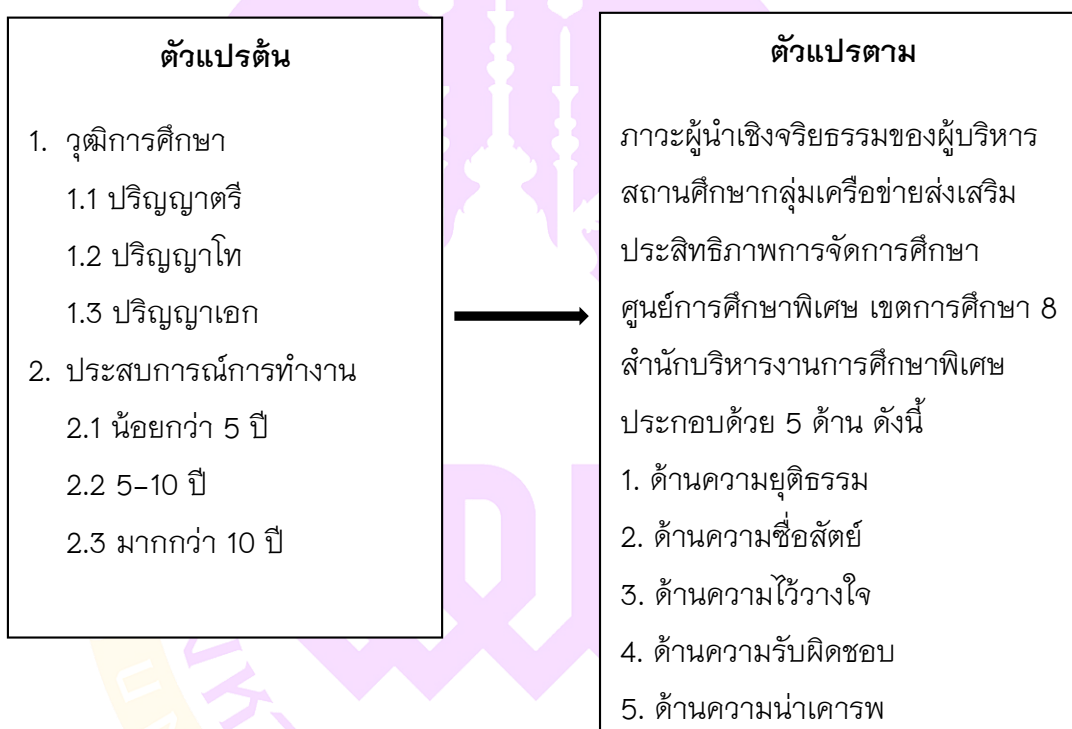 ตัวแปรต้น
1. วุฒิการศึกษา
1.1 ปริญญาตรี
1.2 ปริญญาโท
1.3 ปริญญาเอก
2. ประสบการณ์การทำงาน
2.1 น้อยกว่า 5 ปี
2.2 5–10 ปี
2.3 มากกว่า 10 ปี
ตัวแปรตาม
ภาวะผู้นำเชิงจริยธรรมของผู้บริหาร
สถานศึกษากลุ่มเครือข่ายส่งเสริม
ประสิทธิภาพการจัดการศึกษา
ศูนย์การศึกษาพิเศษ เขตการศึกษา 8
สำนักบริหารงานการศึกษาพิเศษ
ประกอบด้วย 5 ด้าน ดังนี้
1. ด้านความยุติธรรม
2. ด้านความซื่อสัตย์
3. ด้านความไว้วางใจ
4. ด้านความรับผิดชอบ
5. ด้านความน่าเคารพ